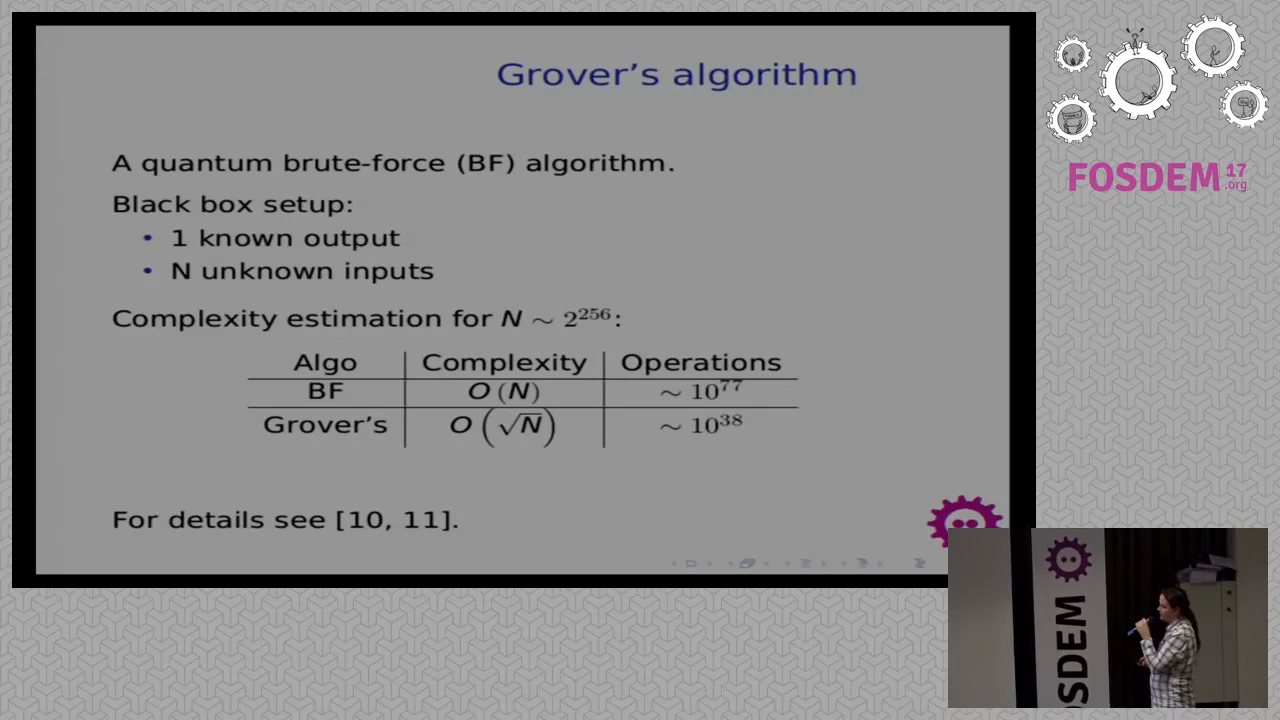 Grover's algorithm
A quantum brute-force (BF) algorithm.
Black box setup:
• 1 known output
• N unknown inputs
Complexity estimation for N ∼ 2^256:
Algo Complexity Operations
BF O (N) ∼ 10^77
Grover's O (√N) ∼ 10^38
For details see [10, 11].
FOSDEM 17 .org
FOSDEM